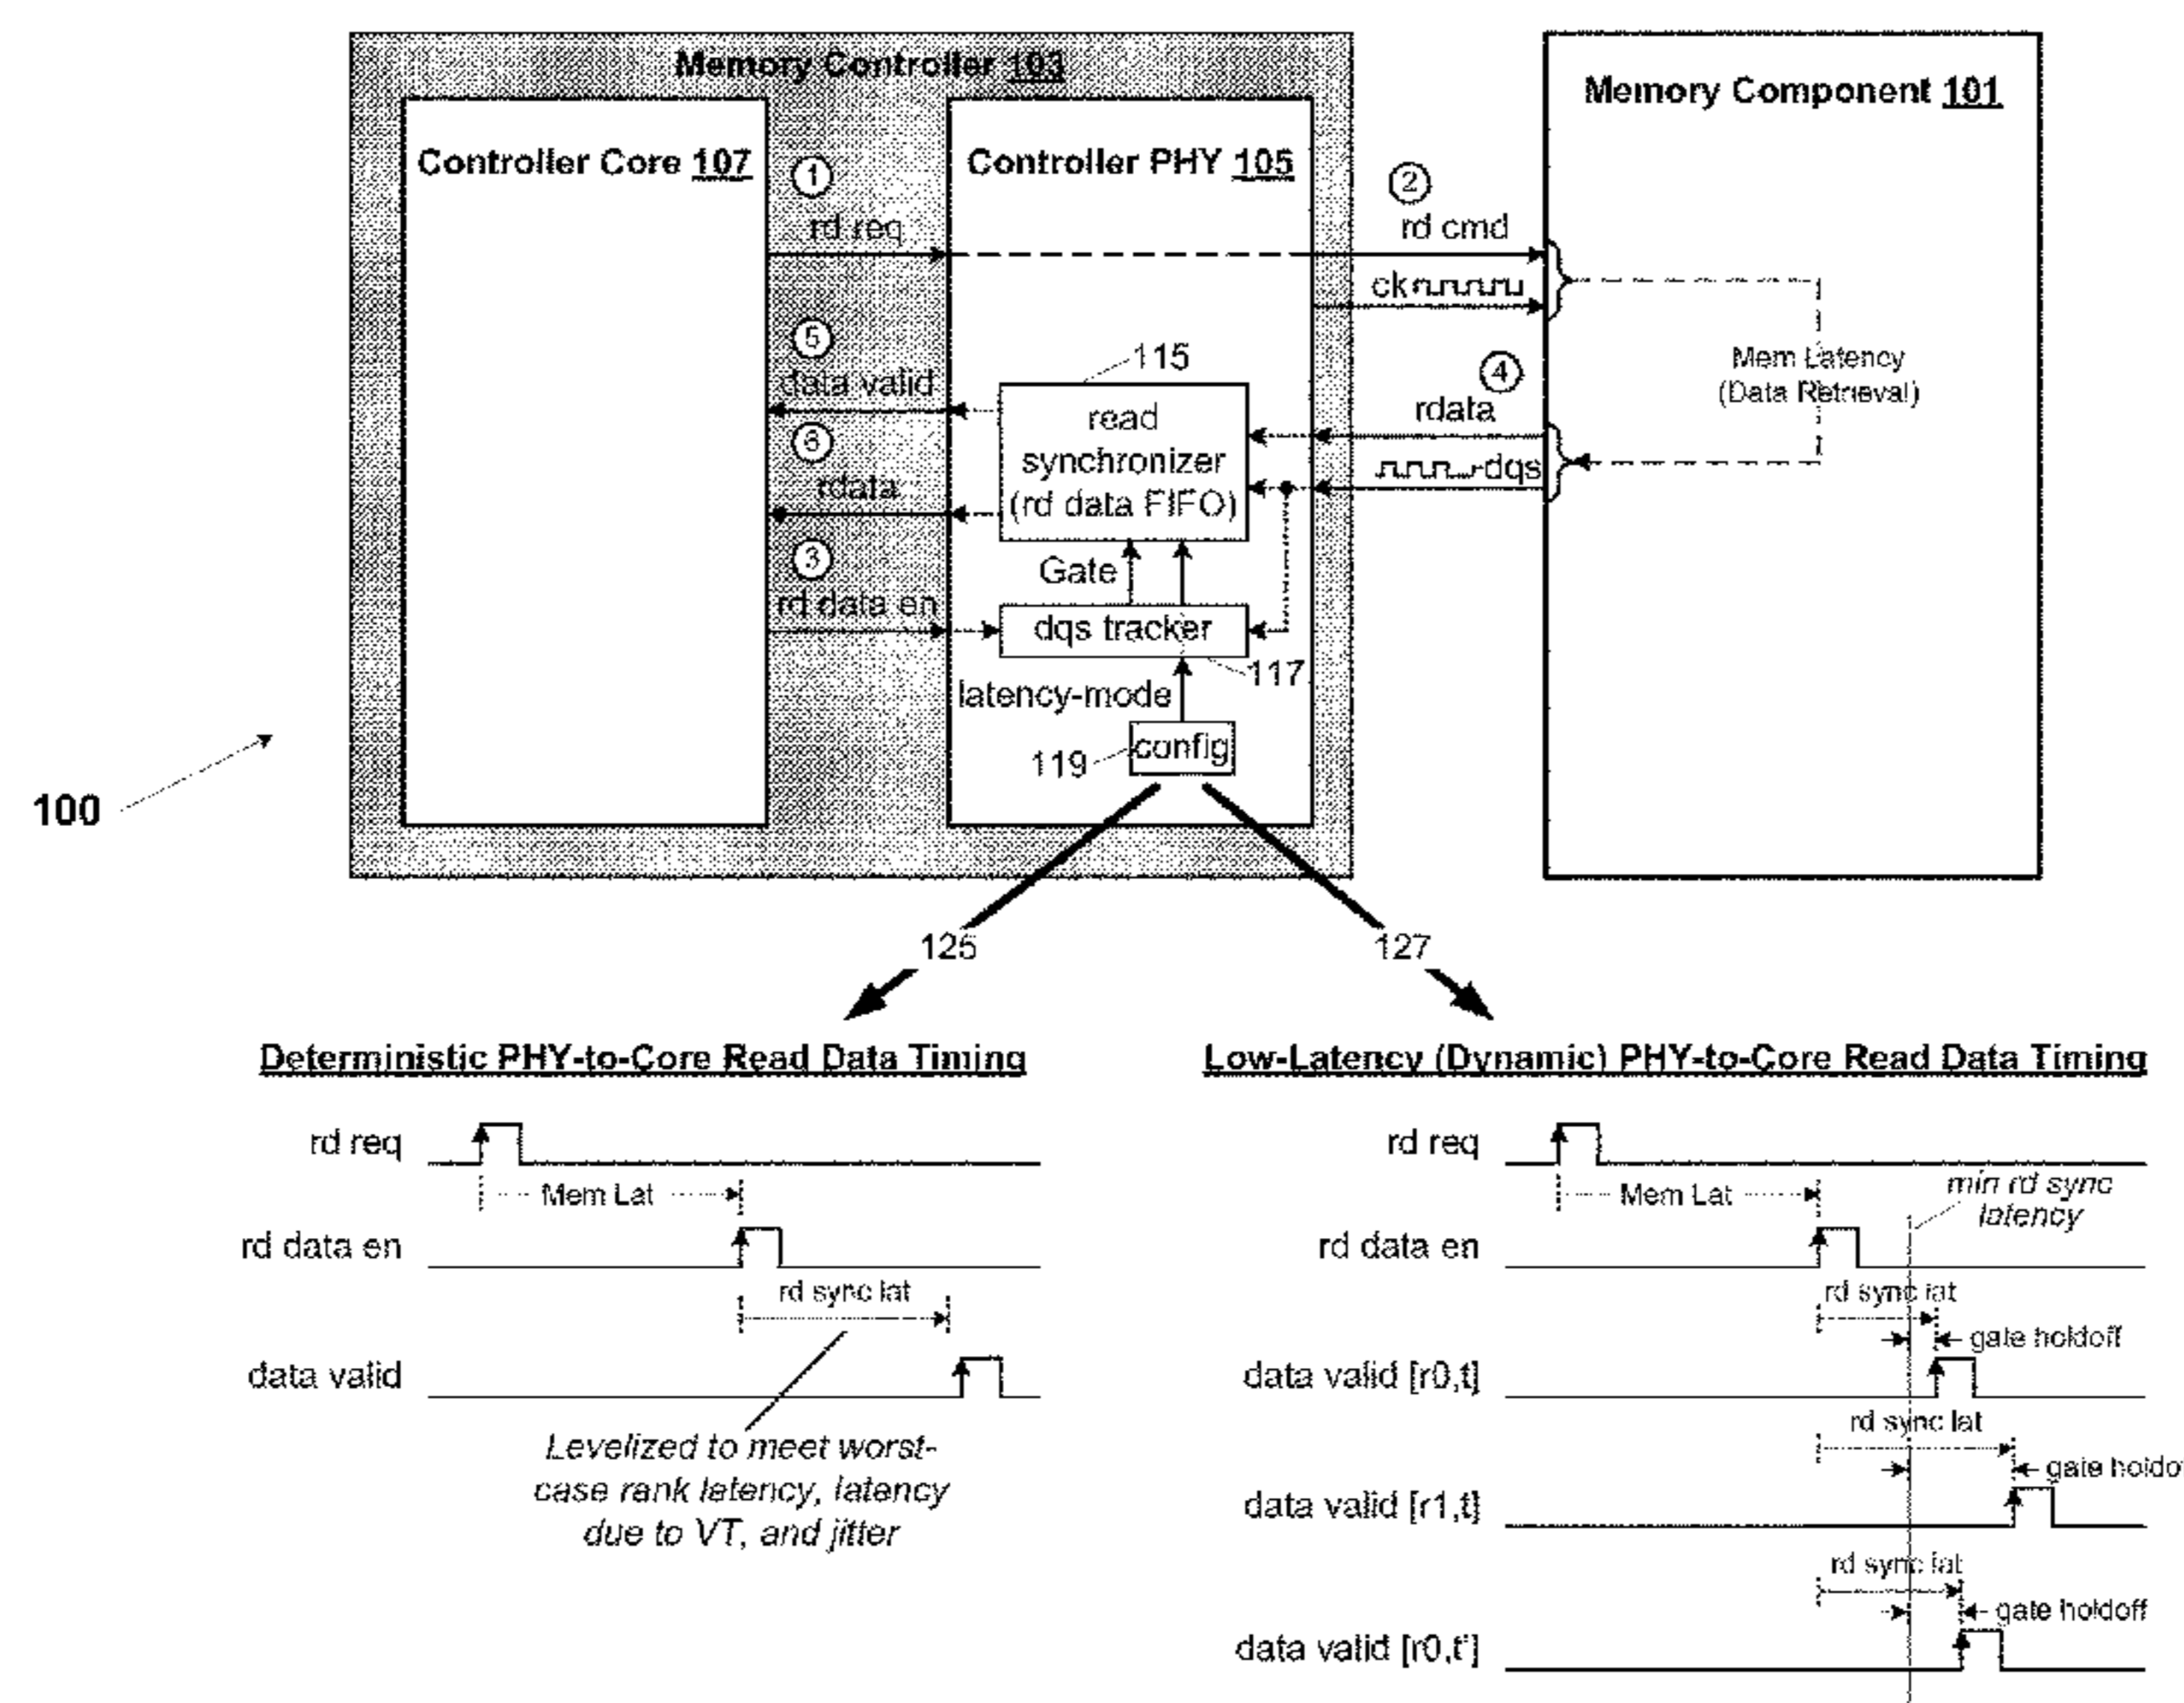 Memory Controller 103
Memory Component 101
Controller Core 107
Controller PHY 105
1
rd req
2
rd cmd
ck
5
data valid
115
read
synchronizer
(rd data FIFO)
4
rdata
dqs
Mem Latency
(Data Retrieval)
6
rdata
3
rd data en
Gate
dqs tracker
117
latency-mode
config
119
100
125
127
Deterministic PHY-to-Core Read Data Timing
rd req
Mem Lat
rd data en
rd sync lat
data valid
Levelized to meet worst-
case rank latency, latency
due to VT, and jitter
Low-Latency (Dynamic) PHY-to-Core Read Data Timing
rd req
Mem Lat
min rd sync
latency
rd data en
rd sync lat
gate holdoff
data valid [r0,t]
rd sync lat
gate holdo
data valid [r1,t]
rd sync lat
gate holdoff
data valid [r0,t']